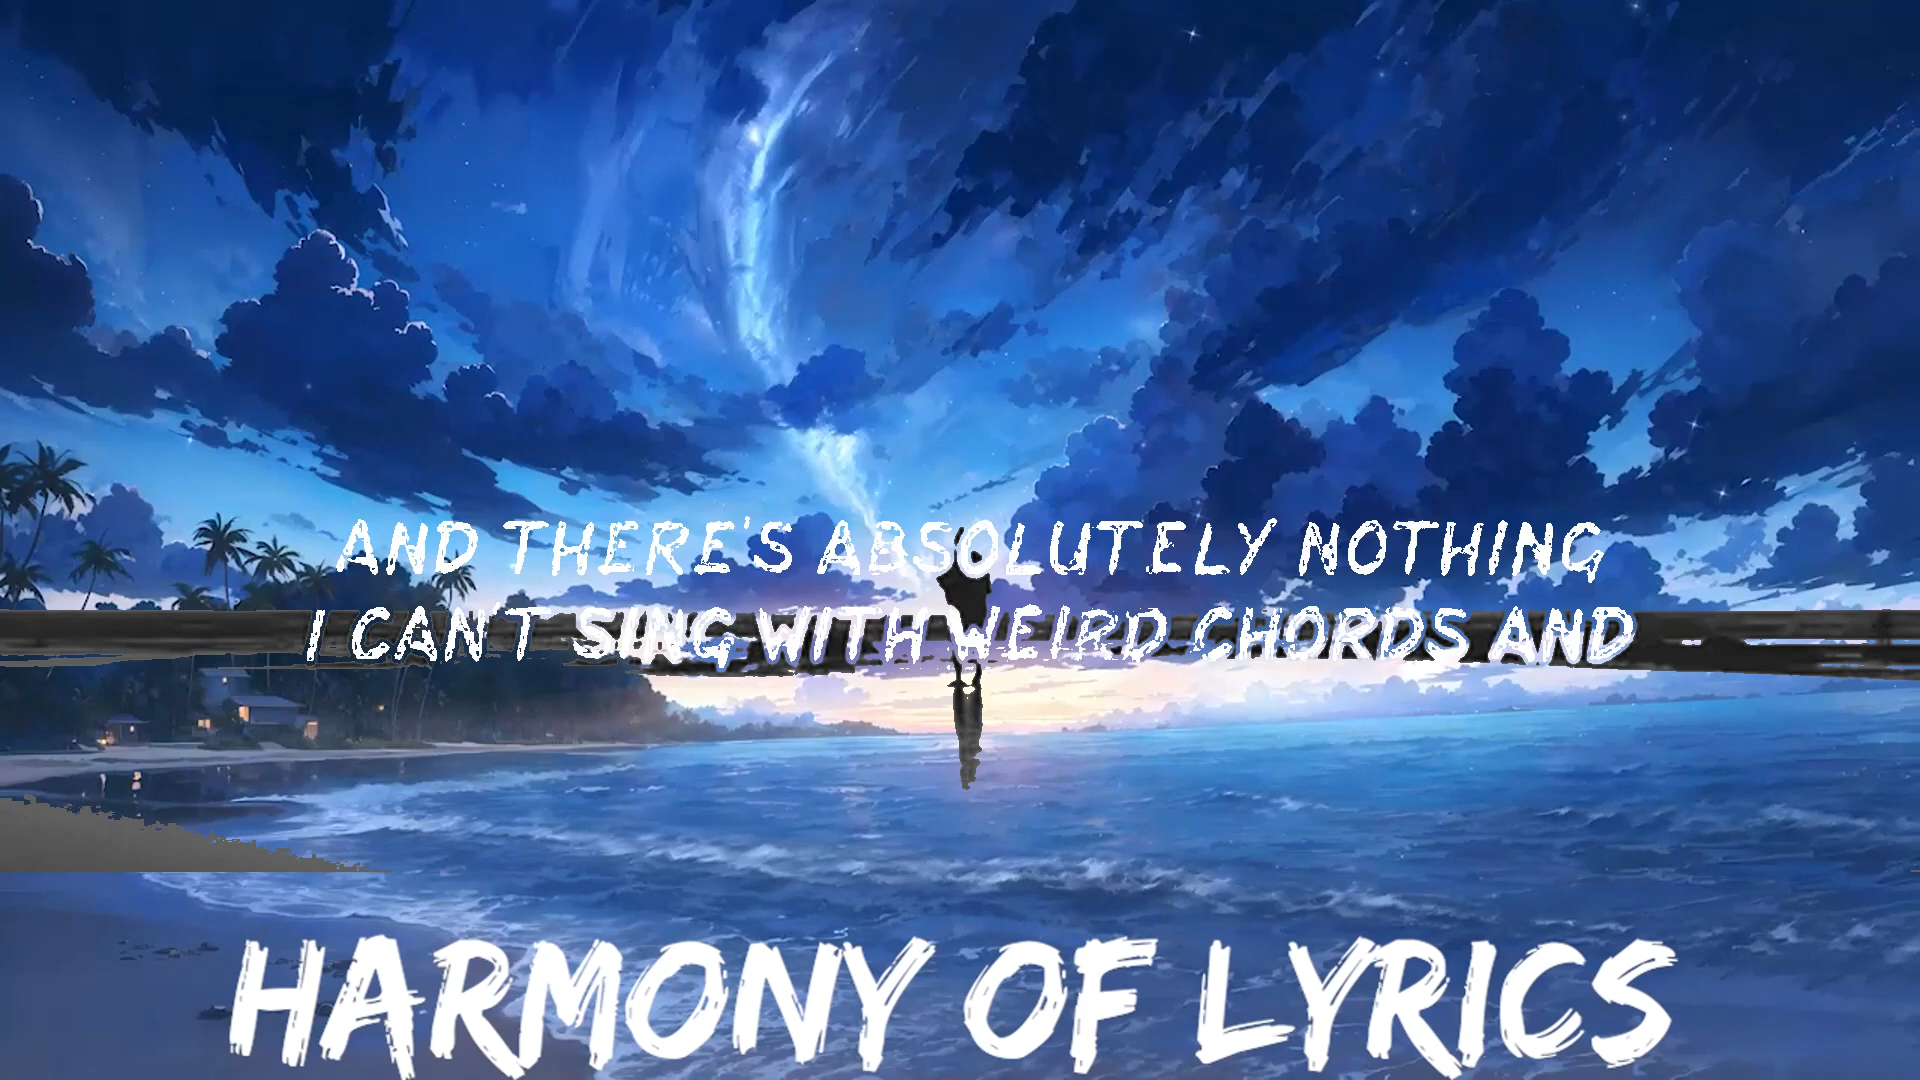 AND THERE'S ABSOLUTELY NOTHING
I CAN'T SING WITH WEIRD CHORDS AND
HARMONY OF LYRICS